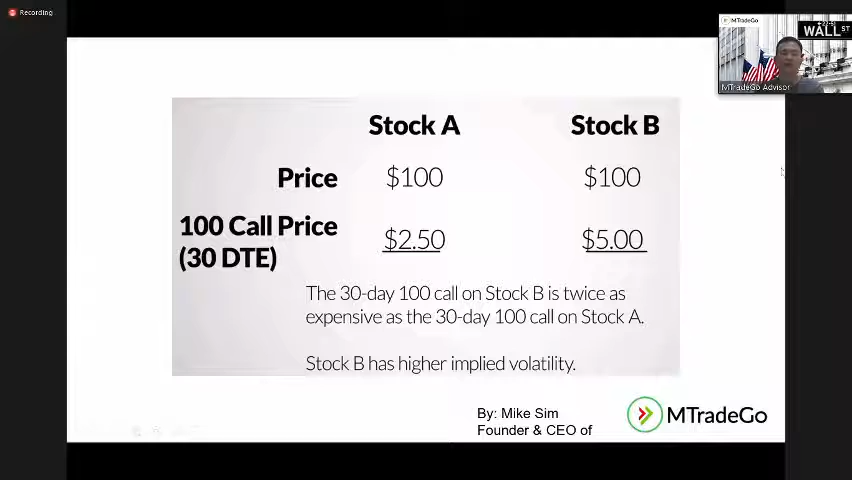 Recording
MTradeGo
WALL ST
MTradeGo Advisor
Stock A Stock B
Price $100 $100
100 Call Price
(30 DTE) $2.50 $5.00
The 30-day 100 call on Stock B is twice as
expensive as the 30-day 100 call on Stock A.
Stock B has higher implied volatility.
By: Mike Sim
Founder & CEO of
MTradeGo